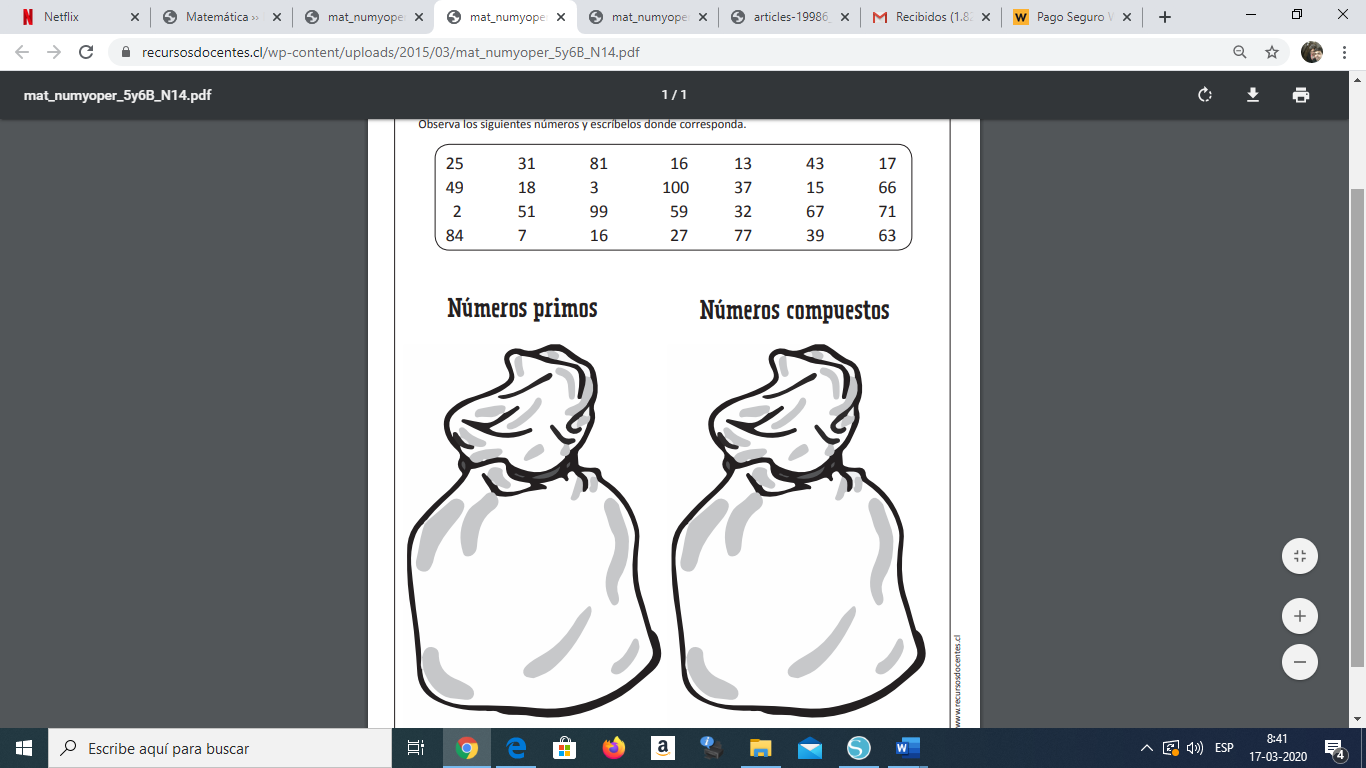 Netflix
Matemática ››
mat_numyope
mat_numyope
mat_numyope
articles-19986_
Recibidos (1.82
Pago Seguro W
recursosdocentes.cl/wp-content/uploads/2015/03/mat_numyoper_5y6B_N14.pdf
mat_numyoper_5y6B_N14.pdf
1 / 1
Observa los siguientes números y escríbelos donde corresponda.
25 31 81 16 13 43 17
49 18 3 100 37 15 66
2 51 99 59 32 67 71
84 7 16 27 77 39 63
Números primos
Números compuestos
www.recursosdocentes.cl
Escribe aquí para buscar
ESP
8:41
17-03-2020
4